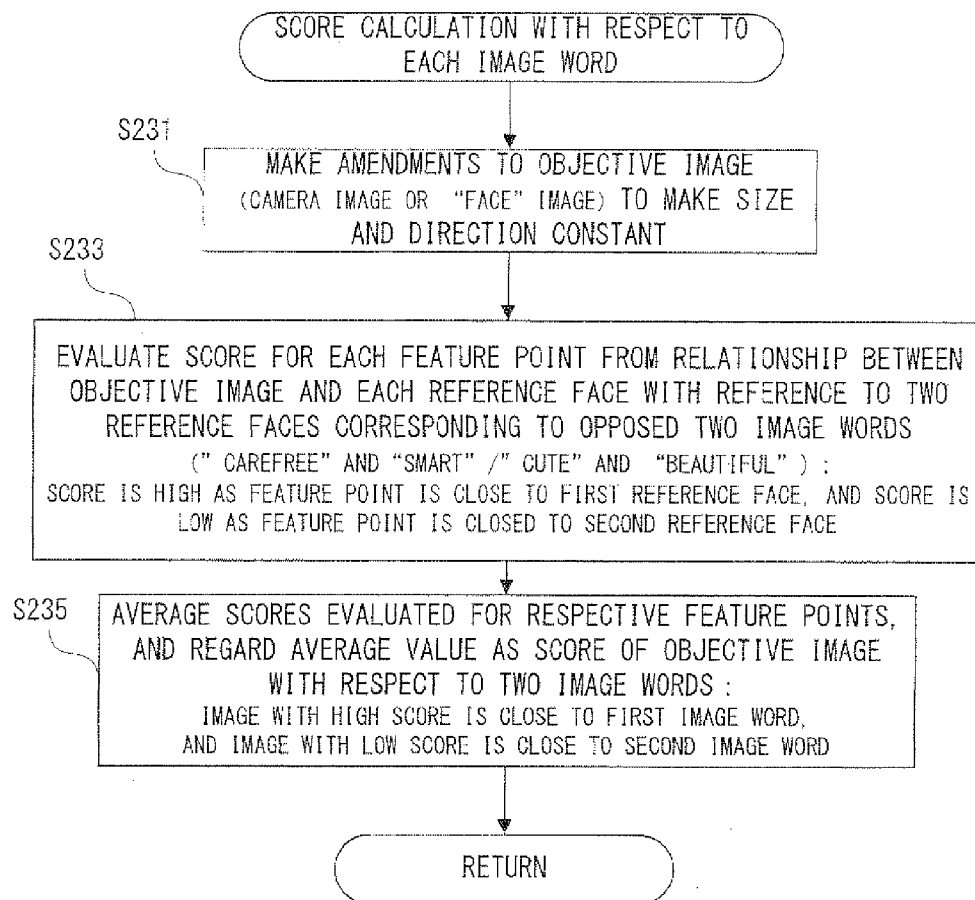 SCORE CALCULATION WITH RESPECT TO
EACH IMAGE WORD
S231
MAKE AMENDMENTS TO OBJECTIVE IMAGE
(CAMERA IMAGE OR "FACE" IMAGE) TO MAKE SIZE
AND DIRECTION CONSTANT
S233
EVALUATE SCORE FOR EACH FEATURE POINT FROM RELATIONSHIP BETWEEN
OBJECTIVE IMAGE AND EACH REFERENCE FACE WITH REFERENCE TO TWO
REFERENCE FACES CORRESPONDING TO OPPOSED TWO IMAGE WORDS
(" CAREFREE" AND "SMART" /" CUTE" AND "BEAUTIFUL" ) :
SCORE IS HIGH AS FEATURE POINT IS CLOSE TO FIRST REFERENCE FACE, AND SCORE IS
LOW AS FEATURE POINT IS CLOSED TO SECOND REFERENCE FACE
S235
AVERAGE SCORES EVALUATED FOR RESPECTIVE FEATURE POINTS,
AND REGARD AVERAGE VALUE AS SCORE OF OBJECTIVE IMAGE
WITH RESPECT TO TWO IMAGE WORDS :
IMAGE WITH HIGH SCORE IS CLOSE TO FIRST IMAGE WORD,
AND IMAGE WITH LOW SCORE IS CLOSE TO SECOND IMAGE WORD
RETURN